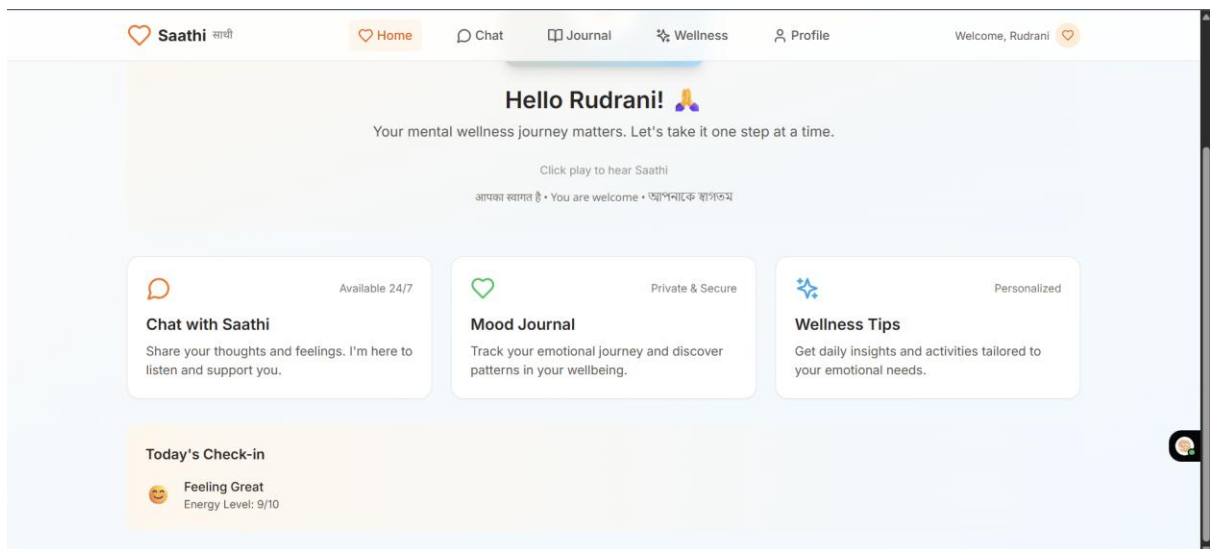 Saathi साथी
Home
Chat
Journal
Wellness
Profile
Welcome, Rudrani
Hello Rudrani! 🙏
Your mental wellness journey matters. Let's take it one step at a time.
Click play to hear Saathi
आपका स्वागत है • You are welcome • আপনাকে স্বাগতম
Available 24/7
Chat with Saathi
Share your thoughts and feelings. I'm here to
listen and support you.
Private & Secure
Mood Journal
Track your emotional journey and discover
patterns in your wellbeing.
Personalized
Wellness Tips
Get daily insights and activities tailored to
your emotional needs.
Today's Check-in
Feeling Great
Energy Level: 9/10